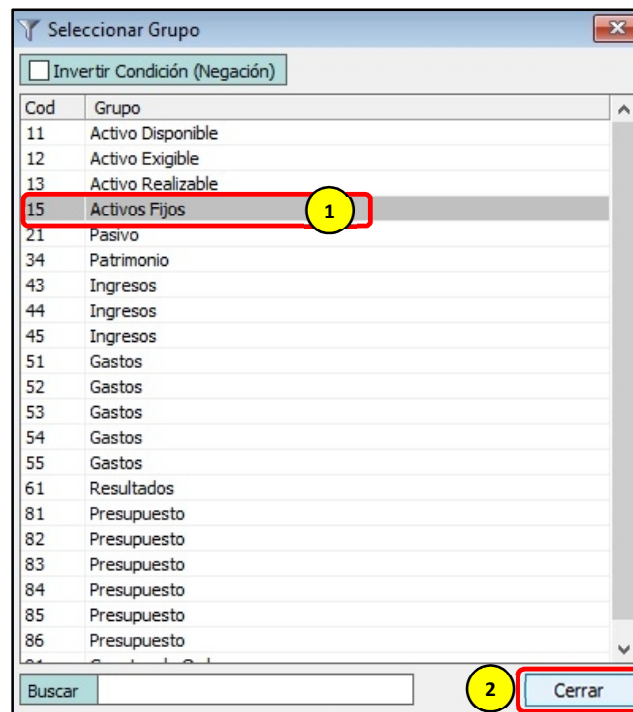 Seleccionar Grupo
Invertir Condición (Negación)
Cod Grupo
11 Activo Disponible
12 Activo Exigible
13 Activo Realizable
15 Activos Fijos 1
21 Pasivo
34 Patrimonio
43 Ingresos
44 Ingresos
45 Ingresos
51 Gastos
52 Gastos
53 Gastos
54 Gastos
55 Gastos
61 Resultados
81 Presupuesto
82 Presupuesto
83 Presupuesto
84 Presupuesto
85 Presupuesto
86 Presupuesto
Buscar 2 Cerrar